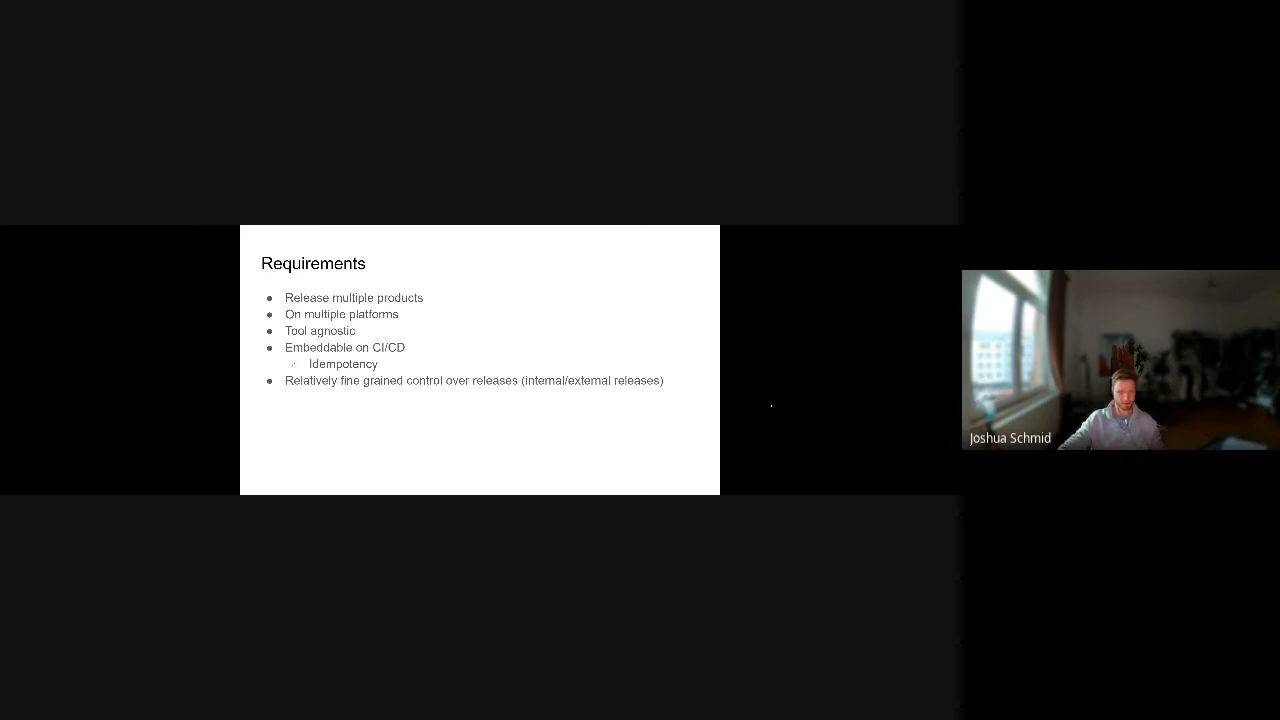 Requirements
● Release multiple products
● On multiple platforms
● Tool agnostic
● Embeddable on CI/CD
○ Idempotency
● Relatively fine grained control over releases (internal/external releases)
Joshua Schmid